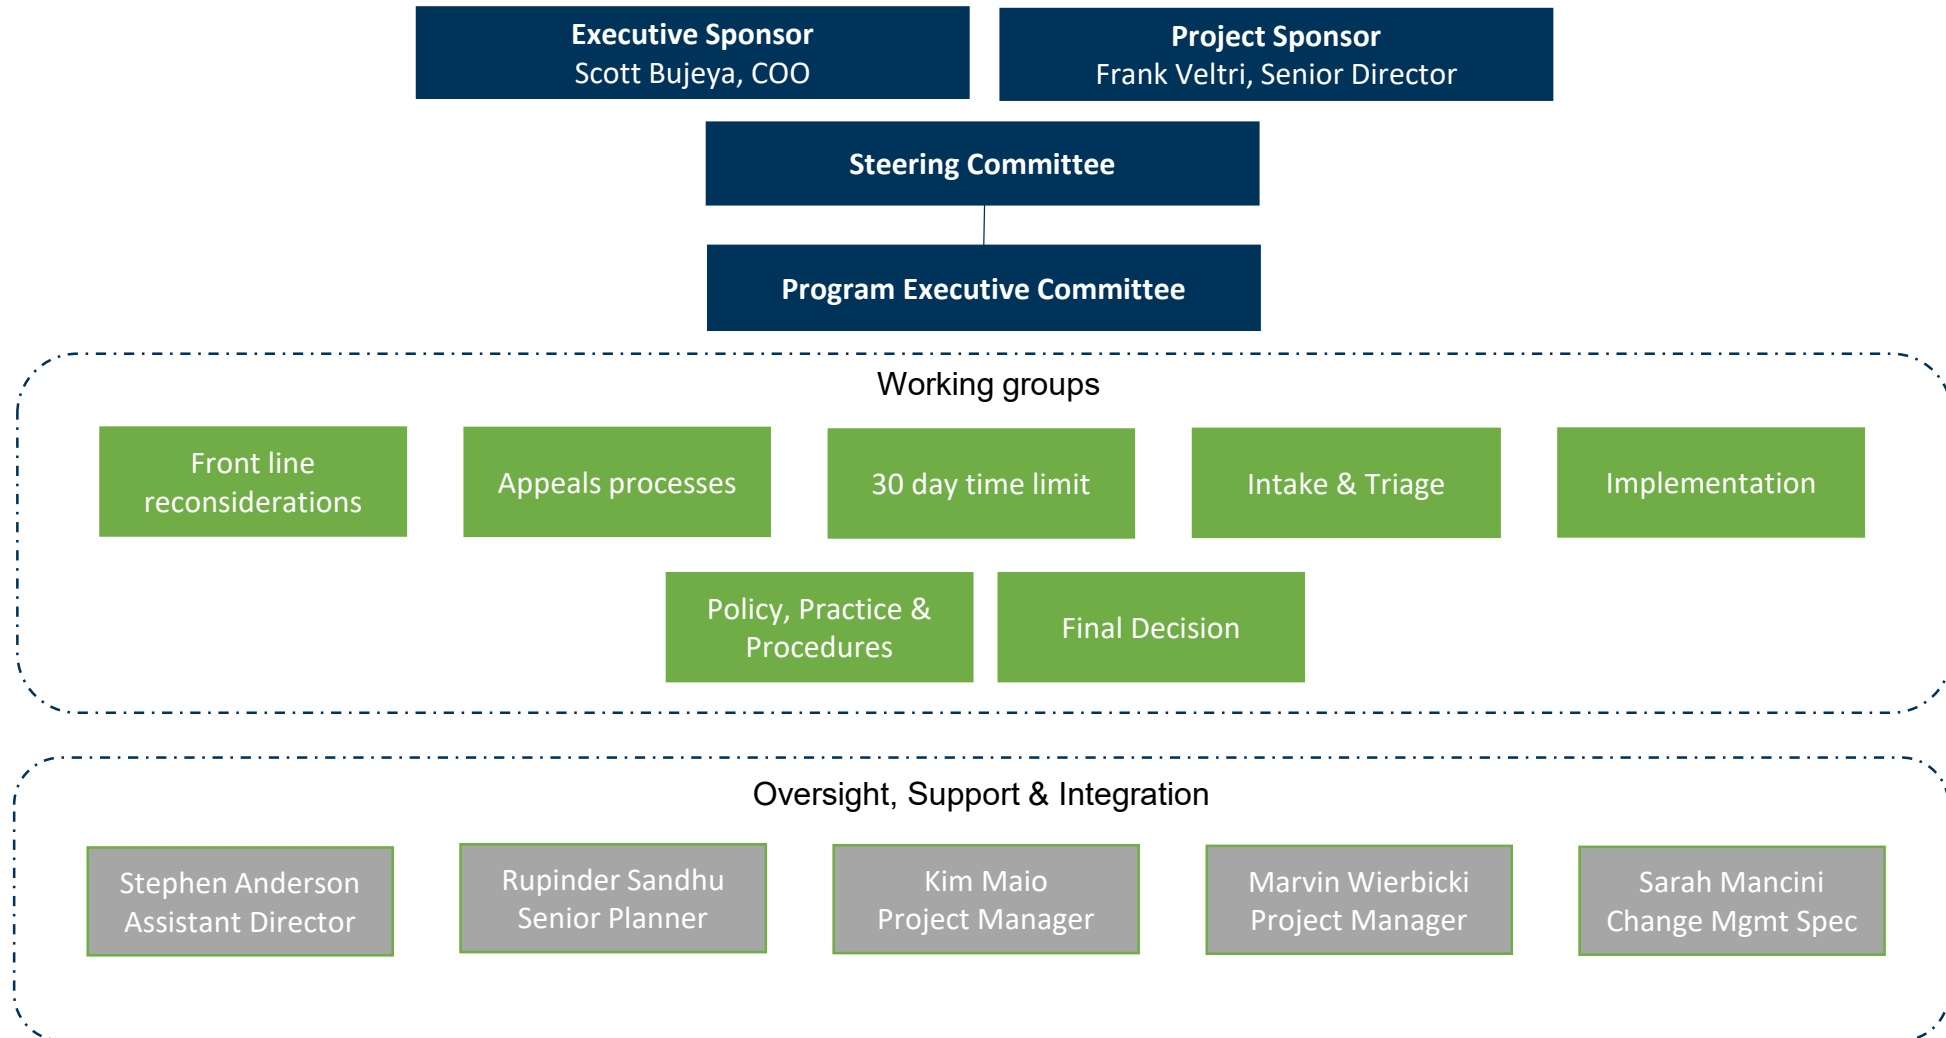 Executive Sponsor
Scott Bujeya, COO
Project Sponsor
Frank Veltri, Senior Director
Steering Committee
Program Executive Committee
Working groups
Front line
reconsiderations
Appeals processes
30 day time limit
Intake & Triage
Implementation
Policy, Practice &
Procedures
Final Decision
Oversight, Support & Integration
Stephen Anderson
Assistant Director
Rupinder Sandhu
Senior Planner
Kim Maio
Project Manager
Marvin Wierbicki
Project Manager
Sarah Mancini
Change Mgmt Spec